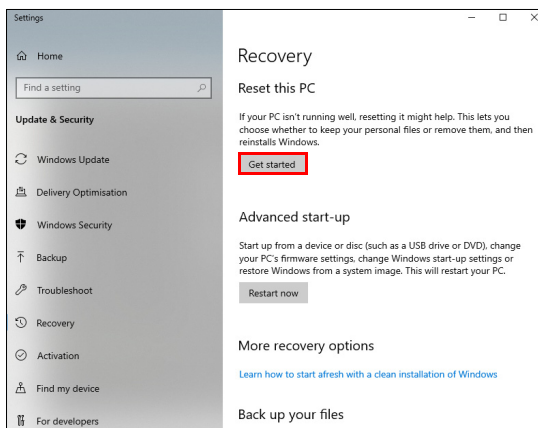 Settings
Home
Find a setting
Update & Security
Windows Update
Delivery Optimisation
Windows Security
Backup
Troubleshoot
Recovery
Activation
Find my device
For developers
Recovery
Reset this PC
If your PC isn't running well, resetting it might help. This lets you
choose whether to keep your personal files or remove them, and then
reinstalls Windows.
Get started
Advanced start-up
Start up from a device or disc (such as a USB drive or DVD), change
your PC's firmware settings, change Windows start-up settings or
restore Windows from a system image. This will restart your PC.
Restart now
More recovery options
Learn how to start afresh with a clean installation of Windows
Back up your files